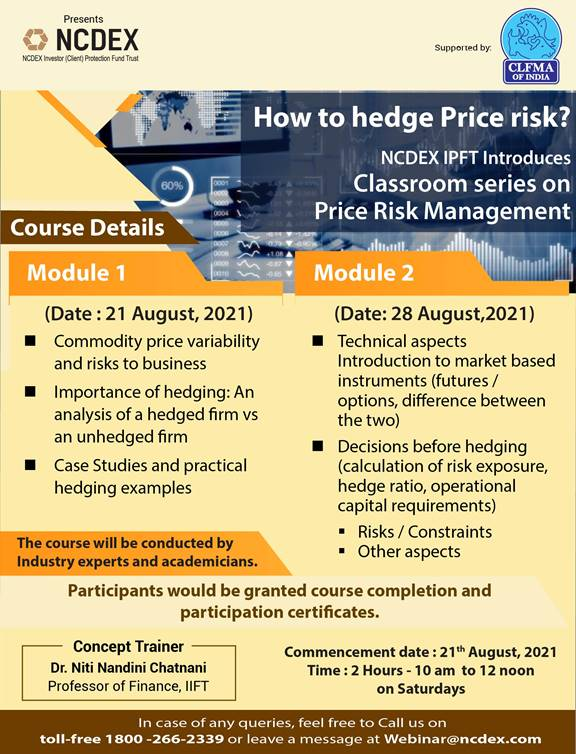 Presents
NCDEX
NCDEX Investor (Client) Protection Fund Trust
Supported by:
CLFMA
OF INDIA
How to hedge Price risk?
NCDEX IPFT Introduces
Classroom series on
Price Risk Management
60%
Course Details
Module 1
(Date : 21 August, 2021)
■ Commodity price variability
and risks to business
■ Importance of hedging: An
analysis of a hedged firm vs
an unhedged firm
■ Case Studies and practical
hedging examples
Module 2
(Date: 28 August,2021)
■ Technical aspects
Introduction to market based
instruments (futures /
options, difference between
the two)
■ Decisions before hedging
(calculation of risk exposure,
hedge ratio, operational
capital requirements)
▪ Risks / Constraints
▪ Other aspects
The course will be conducted by
Industry experts and academicians.
Participants would be granted course completion and
participation certificates.
Concept Trainer
Dr. Niti Nandini Chatnani
Professor of Finance, IIFT
Commencement date : 21th August, 2021
Time : 2 Hours - 10 am to 12 noon
on Saturdays
In case of any queries, feel free to Call us on
toll-free 1800 -266-2339 or leave a message at Webinar@ncdex.com